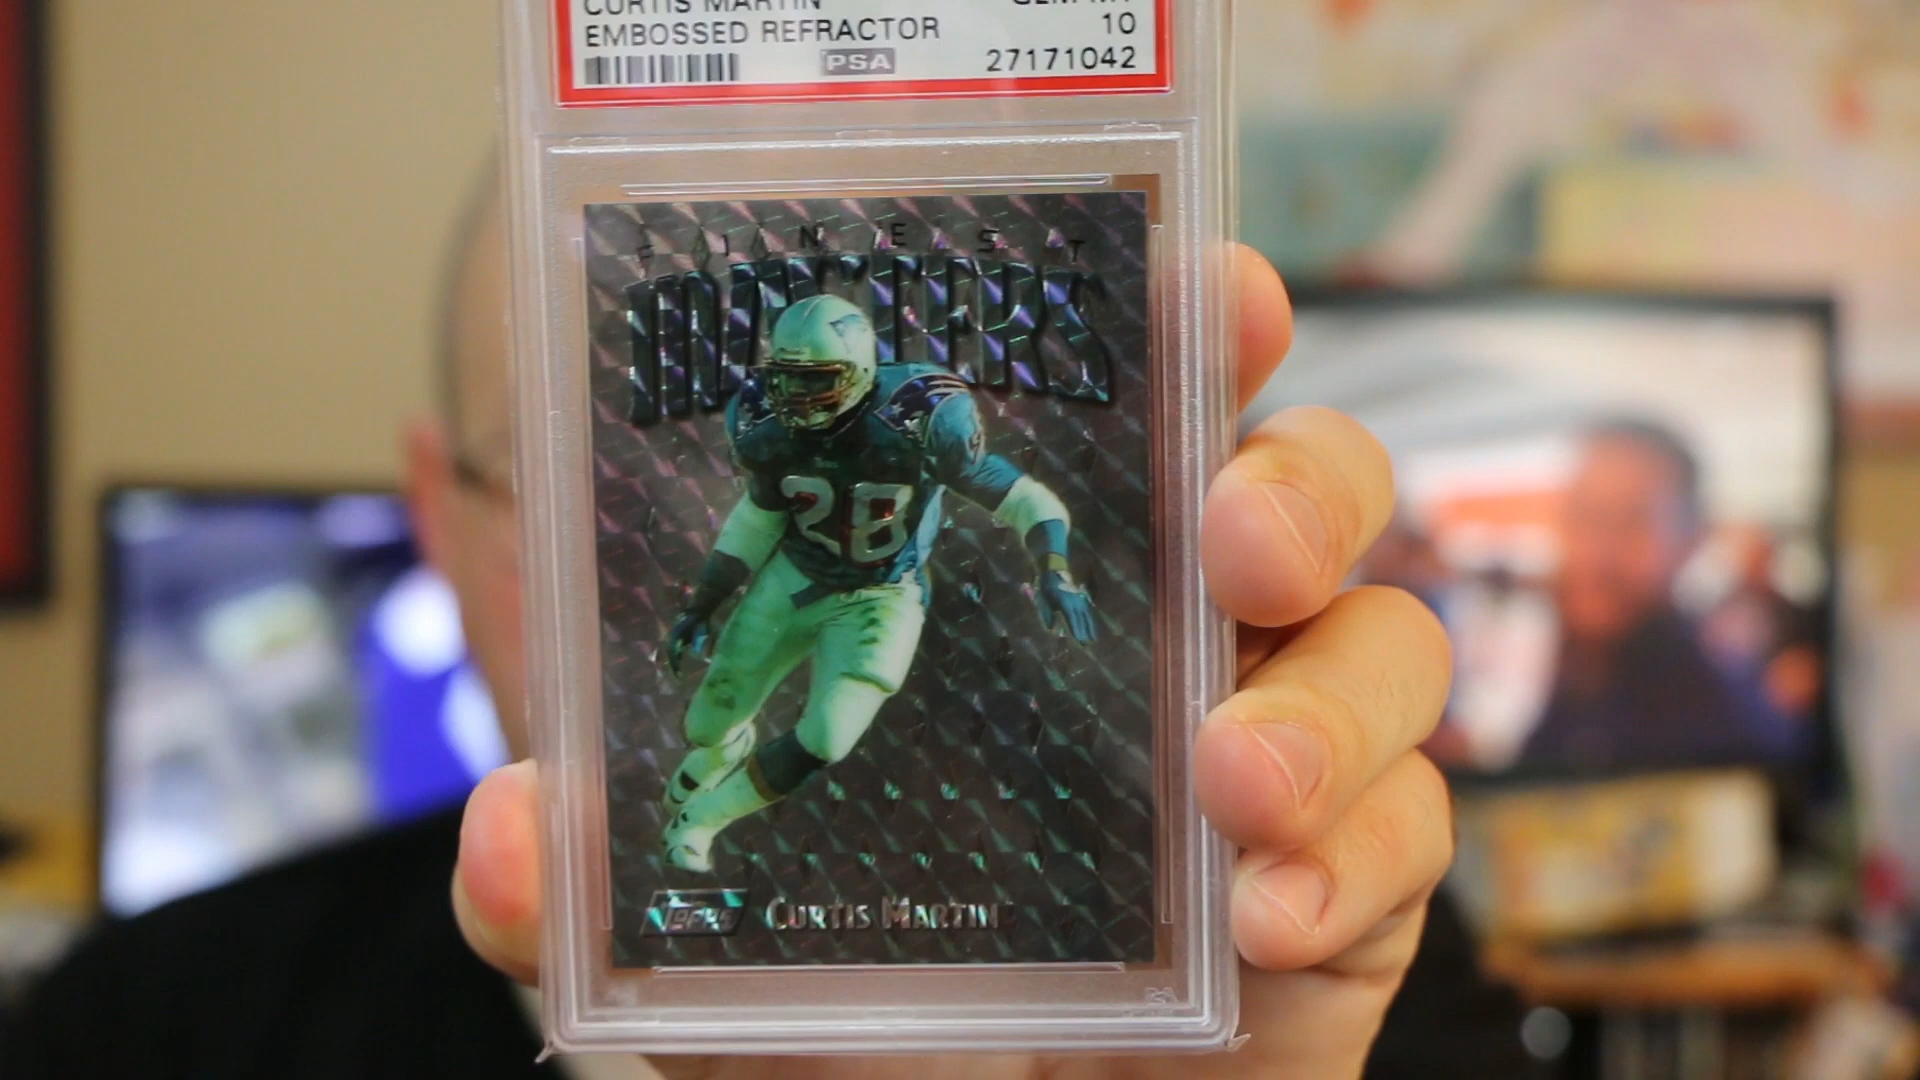 CURTIS MARTIN
GEM MT
EMBOSSED REFRACTOR
10
PSA
27171042
FINEST
MASTERS
28
TOPPS
CURTIS MARTIN